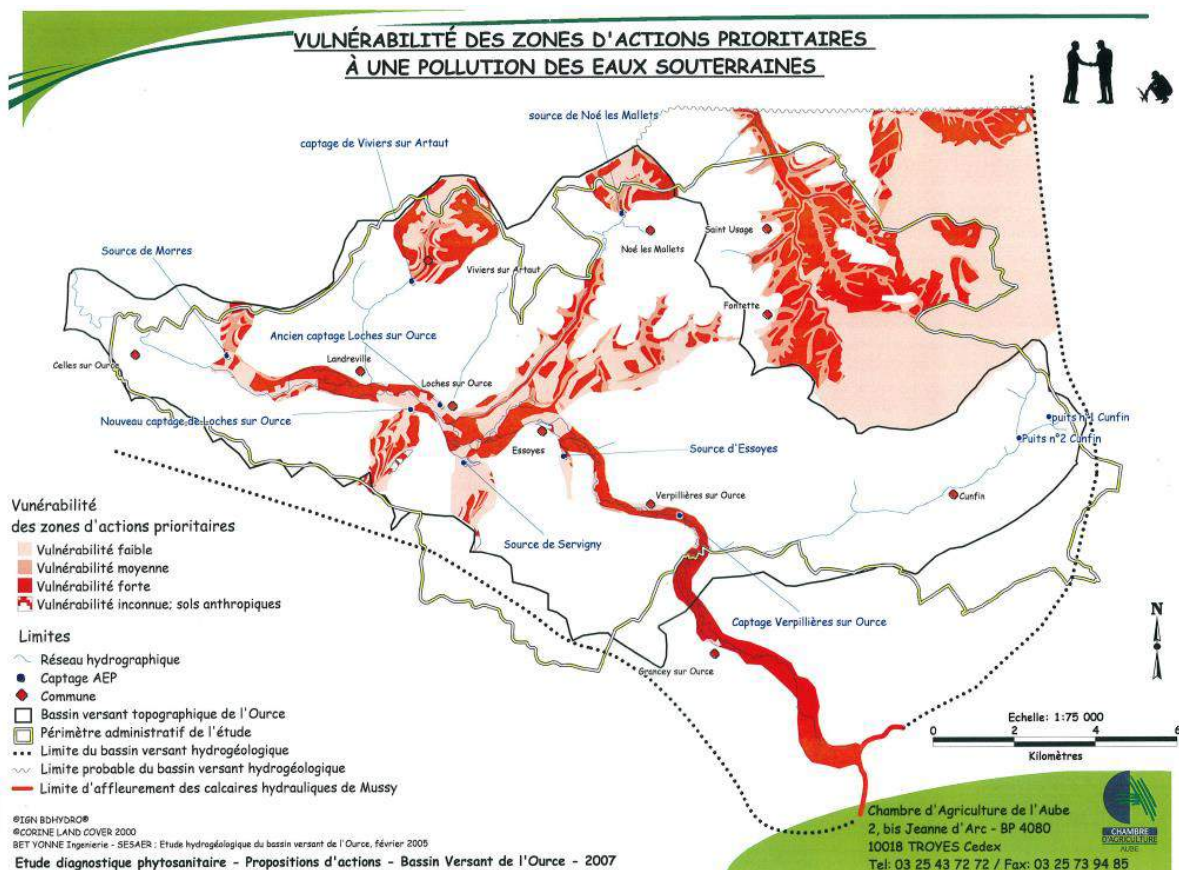 VULNÉRABILITÉ DES ZONES D'ACTIONS PRIORITAIRES
À UNE POLLUTION DES EAUX SOUTERRAINES
source de Noé les Mallets
captage de Viviers sur Artaut
Saint Usage
Noé les Mallets
Source de Morres
Viviers sur Artaut
Fontette
Ancien captage Loches sur Ource
Celles sur Ource
Landreville
Loches sur Ource
Nouveau captage de Loches sur Ource
puits n°1 Cunfin
Puits n°2 Cunfin
Essoyes
Source d'Essoyes
Verpillières sur Ource
Cunfin
Source de Servigny
Captage Verpillières sur Ource
Grancey sur Ource
Vunérabilité
des zones d'actions prioritaires
Vulnérabilité faible
Vulnérabilité moyenne
Vulnérabilité forte
Vulnérabilité inconnue; sols anthropiques
Limites
Réseau hydrographique
Captage AEP
Commune
Bassin versant topographique de l'Ource
Périmètre administratif de l'étude
Limite du bassin versant hydrogéologique
Limite probable du bassin versant hydrogéologique
Limite d'affleurement des calcaires hydrauliques de Mussy
N
Echelle: 1:75 000
0 2 4 6
Kilomètres
©IGN BDHYDRO®
©CORINE LAND COVER 2000
BET YONNE Ingenierie - SESAER : Etude hydrogéologique du bassin versant de l'Ource, février 2005
Etude diagnostique phytosanitaire - Propositions d'actions - Bassin Versant de l'Ource - 2007
Chambre d'Agriculture de l'Aube
2, bis Jeanne d'Arc - BP 4080
10018 TROYES Cedex
Tel: 03 25 43 72 72 / Fax: 03 25 73 94 85
CHAMBRE
D'AGRICULTURE
AUBE